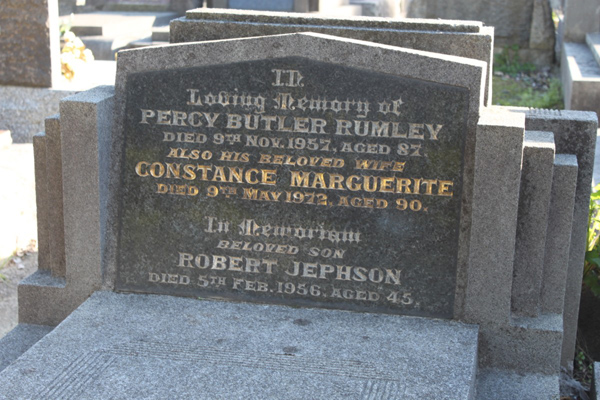 In
Loving Memory of
PERCY BUTLER RUMLEY
DIED 9TH NOV. 1957, AGED 87.
ALSO HIS BELOVED WIFE
CONSTANCE MARGUERITE
DIED 9TH MAY 1972, AGED 90.
In Memoriam
BELOVED SON
ROBERT JEPHSON
DIED 5TH FEB. 1956, AGED 45.